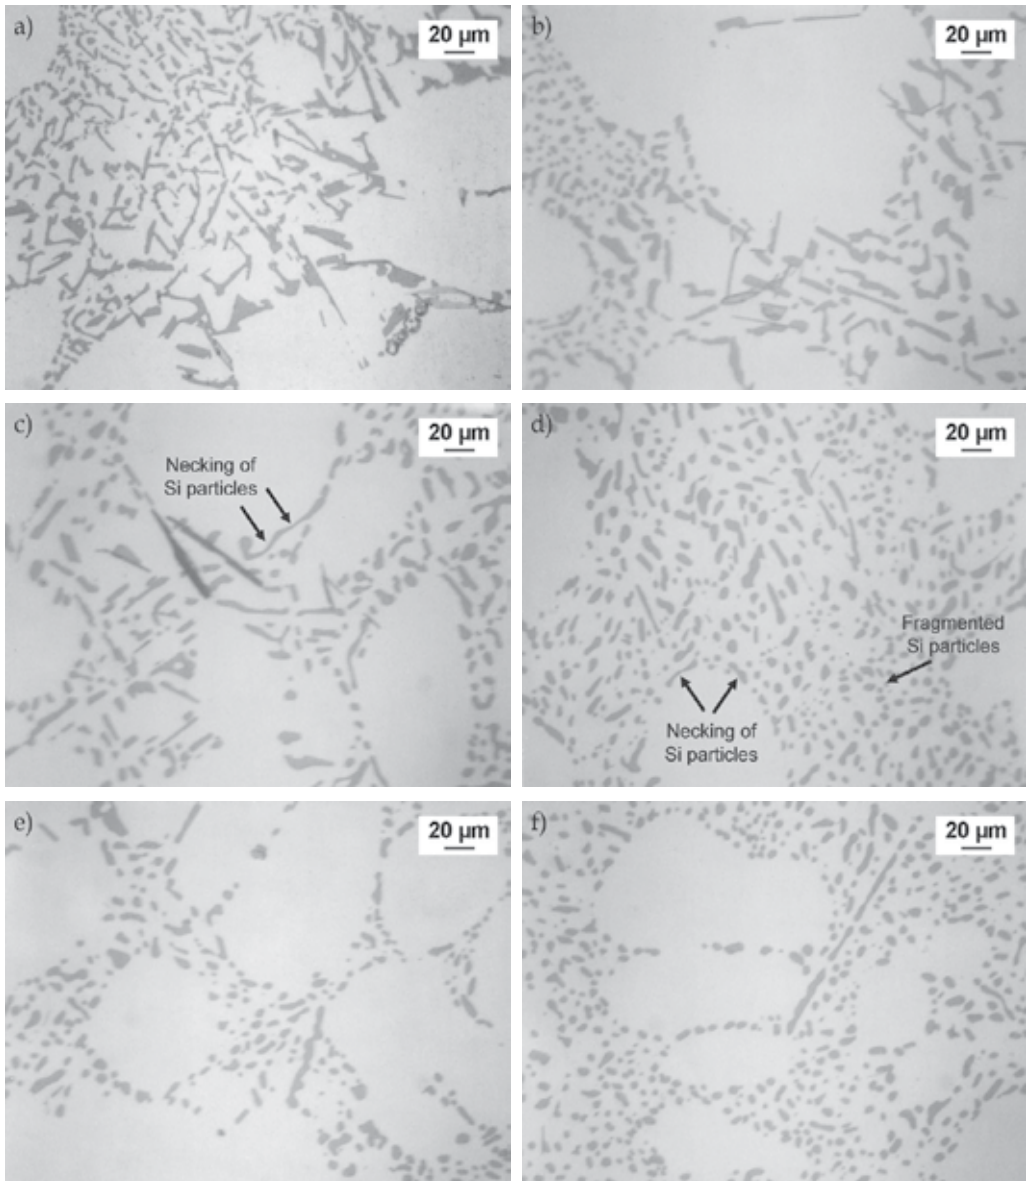 a)
20 µm
b)
20 µm
c)
20 µm
Necking of
Si particles
d)
20 µm
Fragmented
Si particles
Necking of
Si particles
e)
20 µm
f)
20 µm